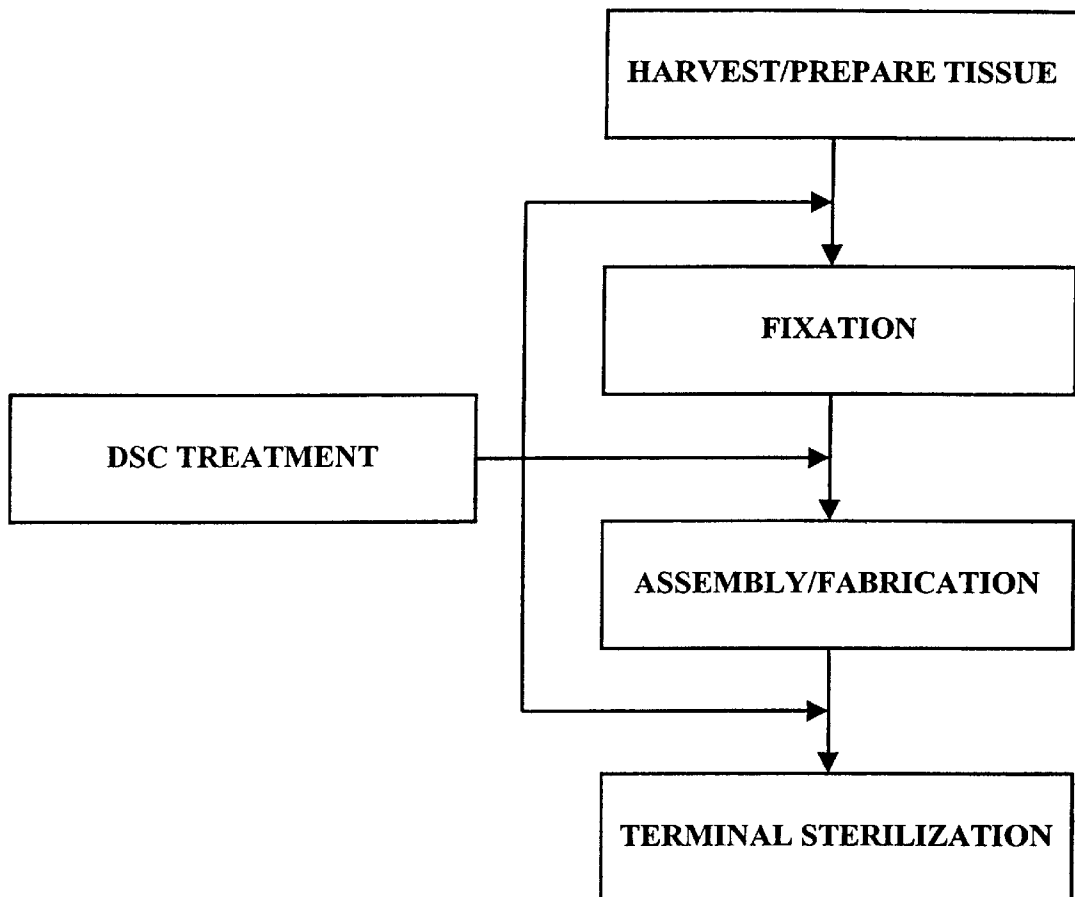 HARVEST/PREPARE TISSUE
FIXATION
DSC TREATMENT
ASSEMBLY/FABRICATION
TERMINAL STERILIZATION